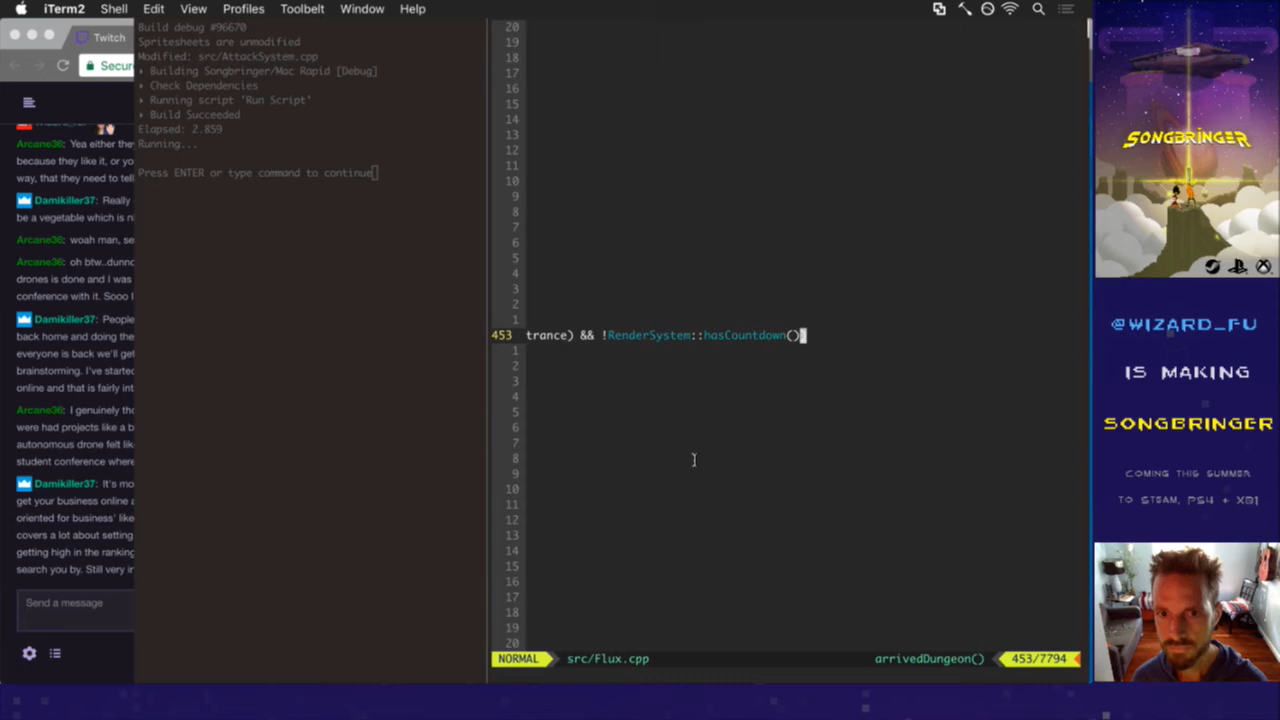 iTerm2 Shell Edit View Profiles Toolbelt Window Help
Twitch
Secur
Arcane36: Yea either they
because they like it, or yo
way, that they need to tell
Damikiller37: Really
be a vegetable which is ni
Arcane36: woah man, se
Arcane36: oh btw..dunno
drones is done and I was
conference with it. Sooo I
Damikiller37: People
back home and doing the
everyone is back we'll get
brainstorming. I've started
online and that is fairly int
Arcane36: I genuinely tho
were had projects like a b
autonomous drone felt lik
student conference where
Damikiller37: It's mo
get your business online a
oriented for business' like
covers a lot about setting
getting high in the ranking
search you by. Still very in
Send a message
Build debug #96670
Spritesheets are unmodified
Modified: src/AttackSystem.cpp
▸ Building Songbringer/Mac Rapid [Debug]
▸ Check Dependencies
▸ Running script 'Run Script'
▸ Build Succeeded
Elapsed: 2.859
Running...
Press ENTER or type command to continue
20
19
18
17
16
15
14
13
12
11
10
9
8
7
6
5
4
3
2
1
453 trance) && !RenderSystem::hasCountdown())
1
2
3
4
5
6
7
8
9
10
11
12
13
14
15
16
17
18
19
20
NORMAL src/Flux.cpp arrivedDungeon() 453/7794
SONGBRINGER
@WIZARD_FU
IS MAKING
SONGBRINGER
COMING THIS SUMMER
TO STEAM, PS4 + XB1